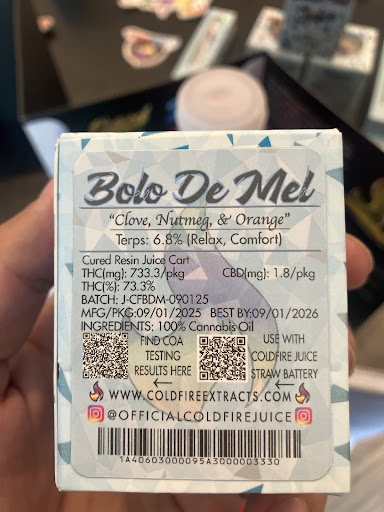 Bolo De Mel
"Clove, Nutmeg, & Orange"
Terps: 6.8% (Relax, Comfort)
Cured Resin Juice Cart
THC(mg): 733.3/pkg CBD(mg): 1.8/pkg
THC(%): 73.3%
BATCH: J-CFBDM-090125
MFG/PKG:09/01/2025 BEST BY:09/01/2026
INGREDIENTS: 100% Cannabis Oil
FIND COA
TESTING
RESULTS HERE
USE WITH
COLDFIRE JUICE
STRAW BATTERY
WWW.COLDFIREEXTRACTS.COM
@OFFICIALCOLDFIREJUICE
1A40603000095A3000003330